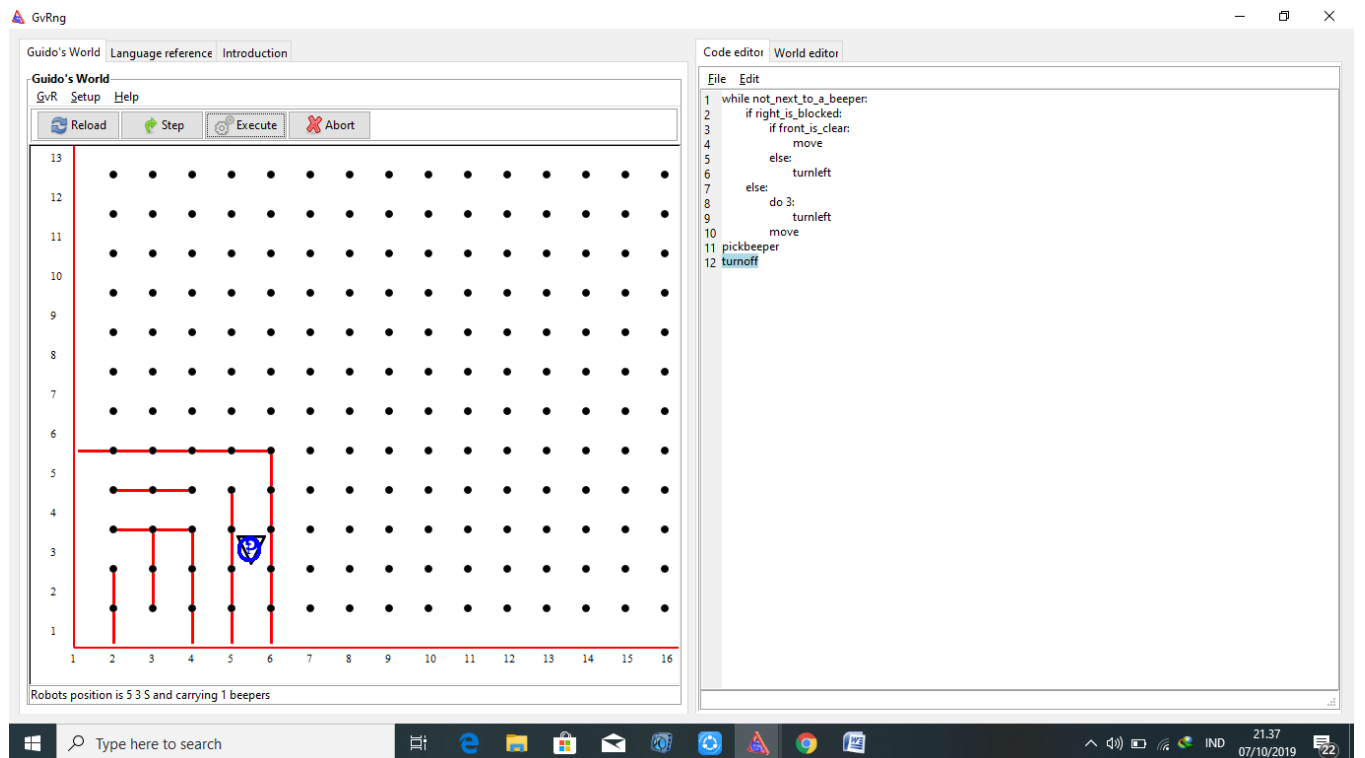 GvRng
Guido's World Language reference Introduction
Guido's World
GvR Setup Help
Reload Step Execute Abort
13
12
11
10
9
8
7
6
5
4
3
2
1
1 2 3 4 5 6 7 8 9 10 11 12 13 14 15 16
Robots position is 5 3 S and carrying 1 beepers
Code editor World editor
File Edit
1 while not_next_to_a_beeper:
2 if right_is_blocked:
3 if front_is_clear:
4 move
5 else:
6 turnleft
7 else:
8 do 3:
9 turnleft
10 move
11 pickbeeper
12 turnoff
Type here to search
IND
21.37
07/10/2019
22